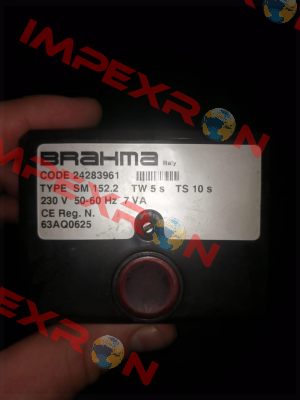 IMPEXRON
BRAHMA Italy
CODE 24283961
TYPE SM 152.2 TW 5 s TS 10 s
230 V 50-60 Hz 7 VA
CE Reg. N.
63AQ0625
IMPEXRON